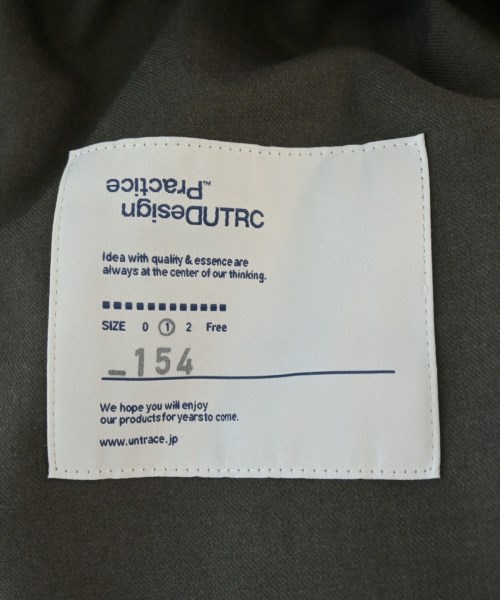 Practice™
DesignUTRC
Idea with quality & essence are
always at the center of our thinking.
SIZE 0 1 2 Free
_154
We hope you will enjoy
our products for years to come.
www.untrace.jp